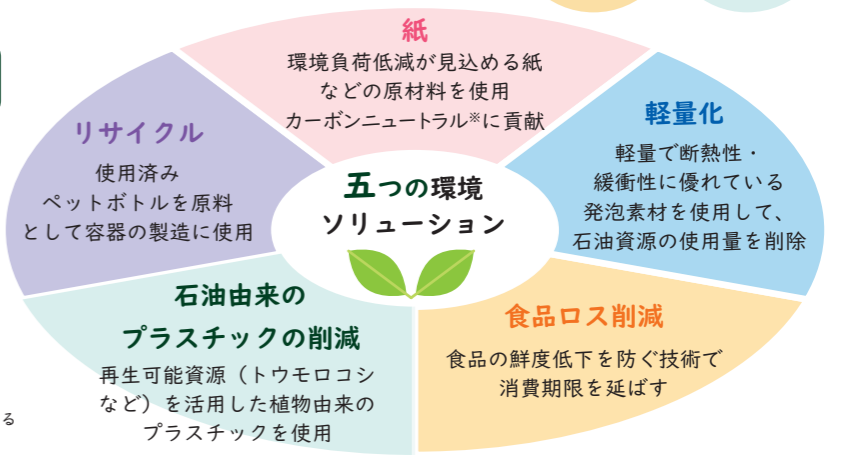 紙
環境負荷低減が見込める紙
などの原材料を使用
カーボンニュートラル※に貢献
軽量化
軽量で断熱性・
緩衝性に優れている
発泡素材を使用して、
石油資源の使用量を削除
リサイクル
使用済み
ペットボトルを原料
として容器の製造に使用
五つの環境
ソリューション
石油由来の
プラスチックの削減
再生可能資源（トウモロコシ
など）を活用した植物由来の
プラスチックを使用
食品ロス削減
食品の鮮度低下を防ぐ技術で
消費期限を延ばす
る